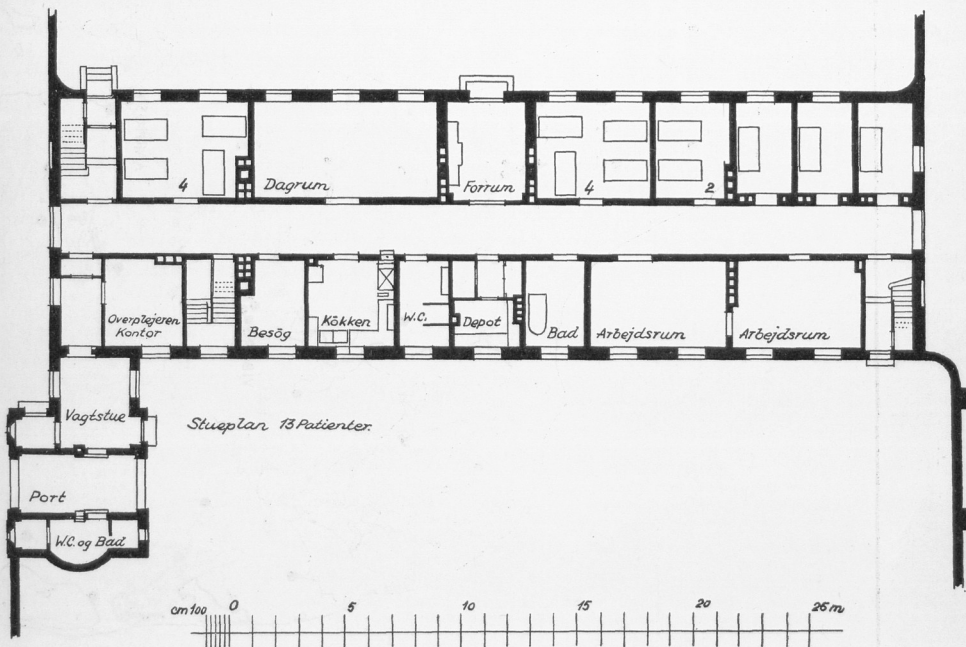 4
Dagrum
Forrum
4
2
Overplejeren
Kontor
Besög
Kökken
W.C.
Depot
Bad
Arbejdsrum
Arbejdsrum
Vagtstue
Stueplan 13 Patienter.
Port
W.C. og Bad
cm 100 0 5 10 15 20 25 m